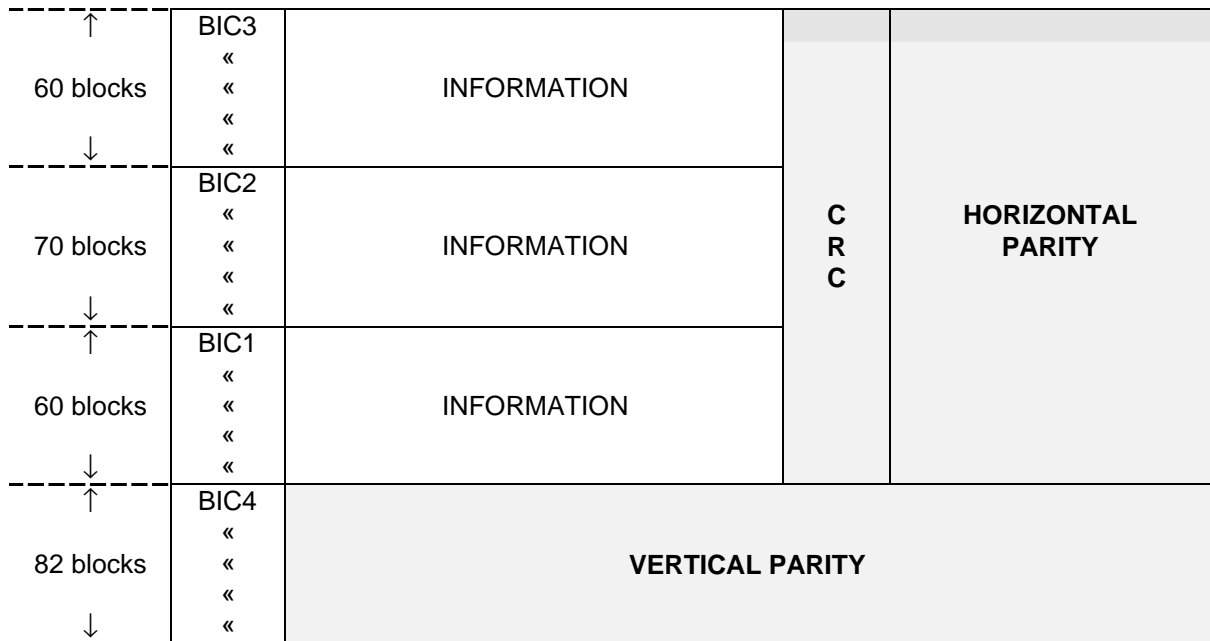 ↑ BIC3
«
60 blocks « INFORMATION
«
↓ «
BIC2
« C HORIZONTAL
70 blocks « INFORMATION R PARITY
« C
↓ «
↑ BIC1
«
60 blocks « INFORMATION
«
↓ «
↑ BIC4
«
82 blocks « VERTICAL PARITY
«
↓ «